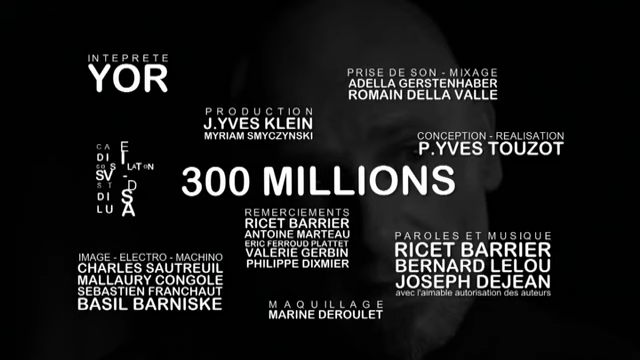 INTEPRETE
YOR
PRISE DE SON - MIXAGE
ADELLA GERSTENHABER
ROMAIN DELLA VALLE
PRODUCTION
J.YVES KLEIN
MYRIAM SMYCZYNSKI
CONCEPTION - REALISATION
P.YVES TOUZOT
300 MILLIONS
REMERCIEMENTS
RICET BARRIER
ANTOINE MARTEAU
ERIC FERROUD PLATTET
VALERIE GERBIN
PHILIPPE DIXMIER
PAROLES ET MUSIQUE
RICET BARRIER
BERNARD LELOU
JOSEPH DEJEAN
avec l'aimable autorisation des auteurs
IMAGE - ELECTRO - MACHINO
CHARLES SAUTREUIL
MALLAURY CONGOLE
SEBASTIEN FRANCHAUT
BASIL BARNISKE
MAQUILLAGE
MARINE DEROULET